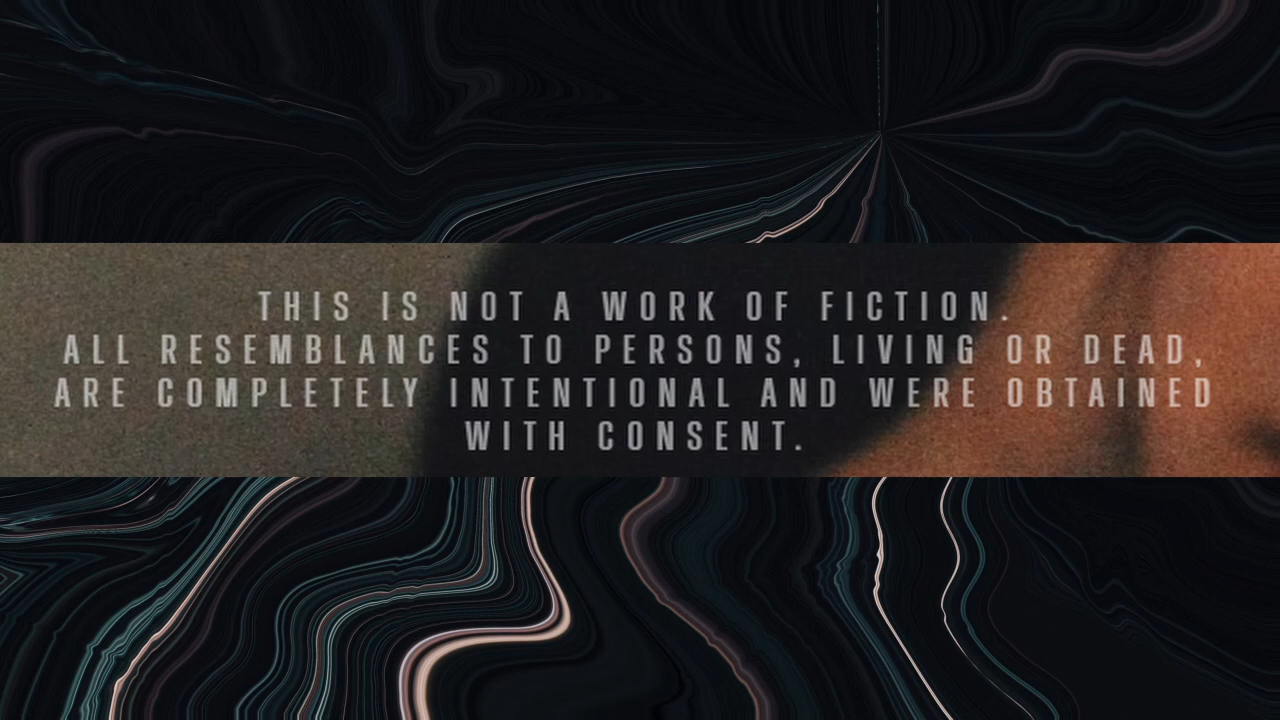 THIS IS NOT A WORK OF FICTION.
ALL RESEMBLANCES TO PERSONS, LIVING OR DEAD,
ARE COMPLETELY INTENTIONAL AND WERE OBTAINED
WITH CONSENT.